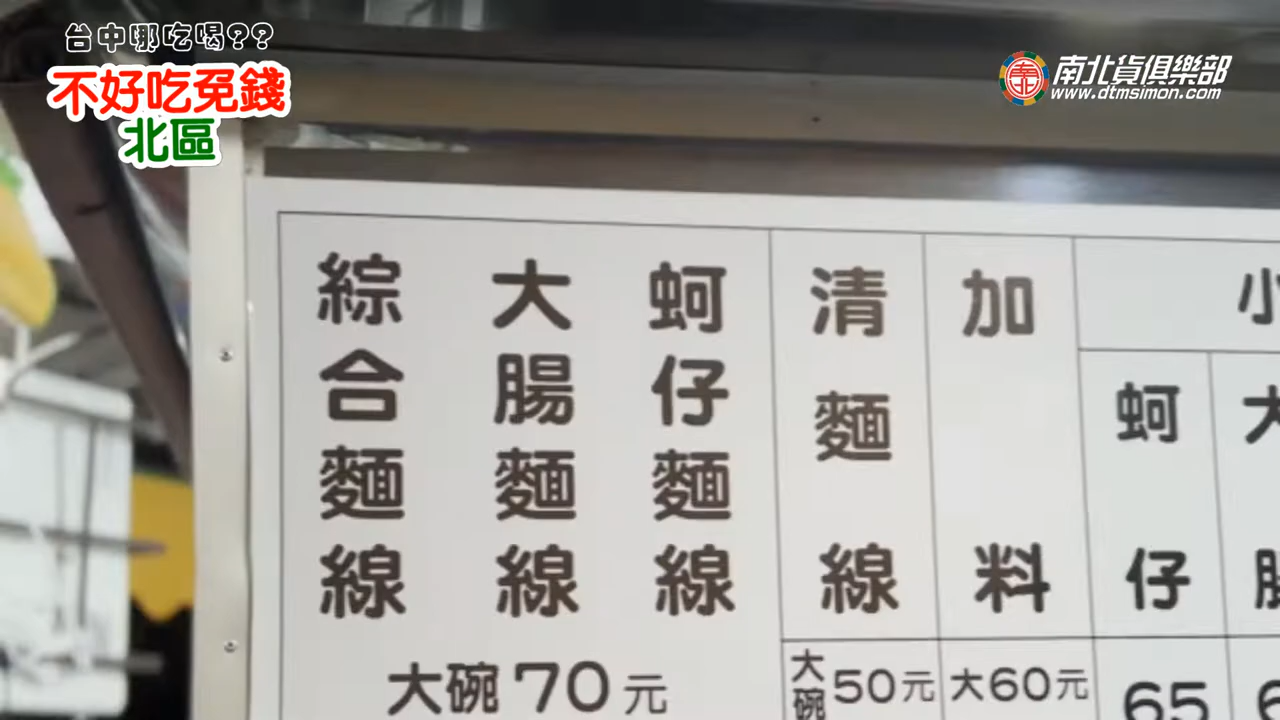 台中哪吃喝??
不好吃免錢
北區
南北貨俱樂部
www.dtmsimon.com
綜合麵線
大腸麵線
蚵仔麵線
大碗70元
清麵線
大碗50元
加料
大60元
小
蚵仔
65
大